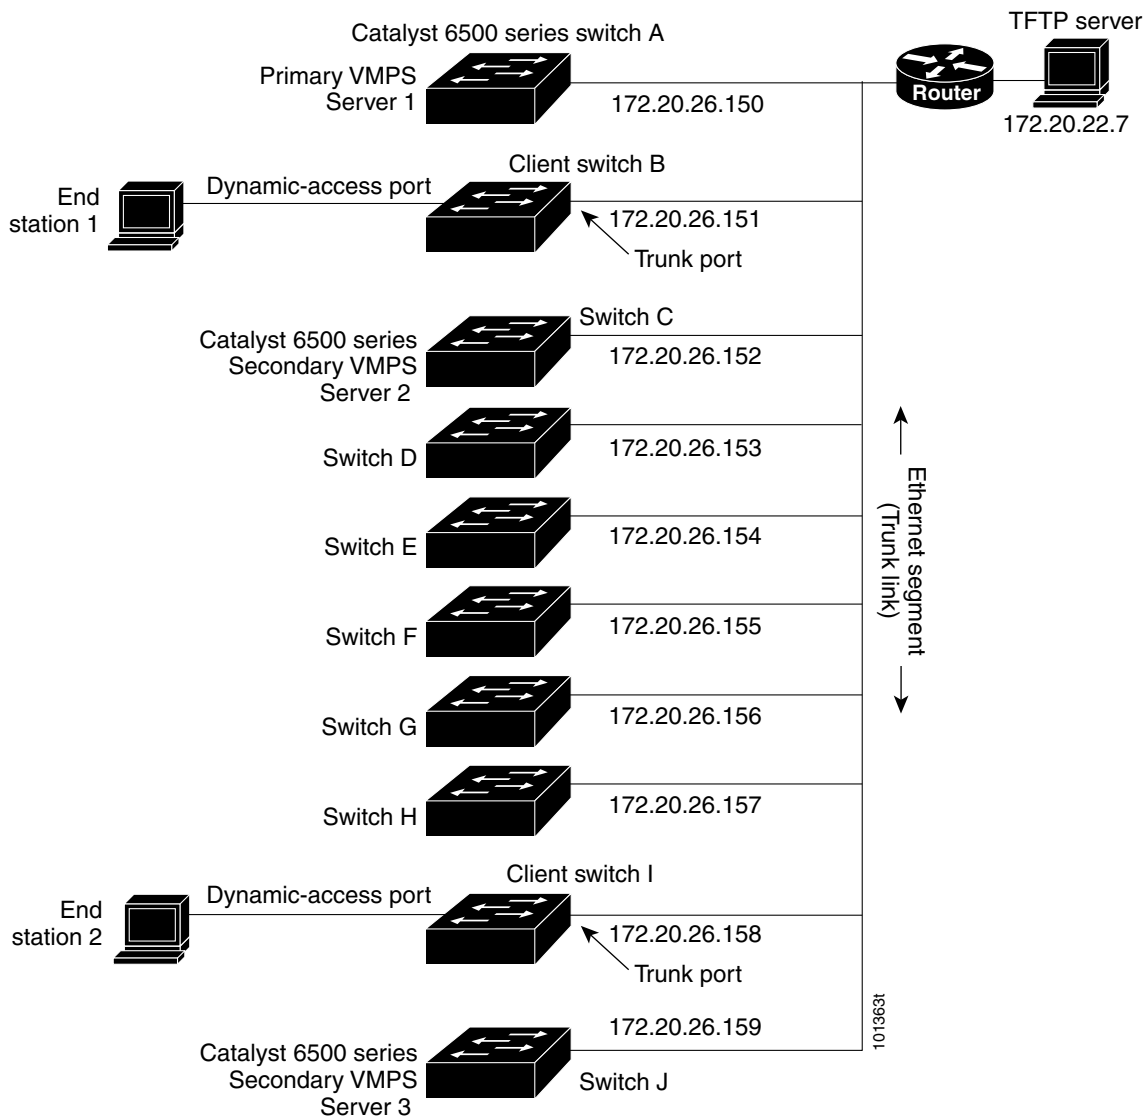 Catalyst 6500 series switch A
TFTP server
Primary VMPS
Server 1
172.20.26.150
Router
172.20.22.7
Client switch B
End
station 1
Dynamic-access port
172.20.26.151
Trunk port
Switch C
Catalyst 6500 series
Secondary VMPS
Server 2
172.20.26.152
Switch D
172.20.26.153
Switch E
172.20.26.154
Switch F
172.20.26.155
Switch G
172.20.26.156
Switch H
172.20.26.157
Ethernet segment
(Trunk link)
Client switch I
End
station 2
Dynamic-access port
172.20.26.158
Trunk port
172.20.26.159
Catalyst 6500 series
Secondary VMPS
Server 3
Switch J
101363t